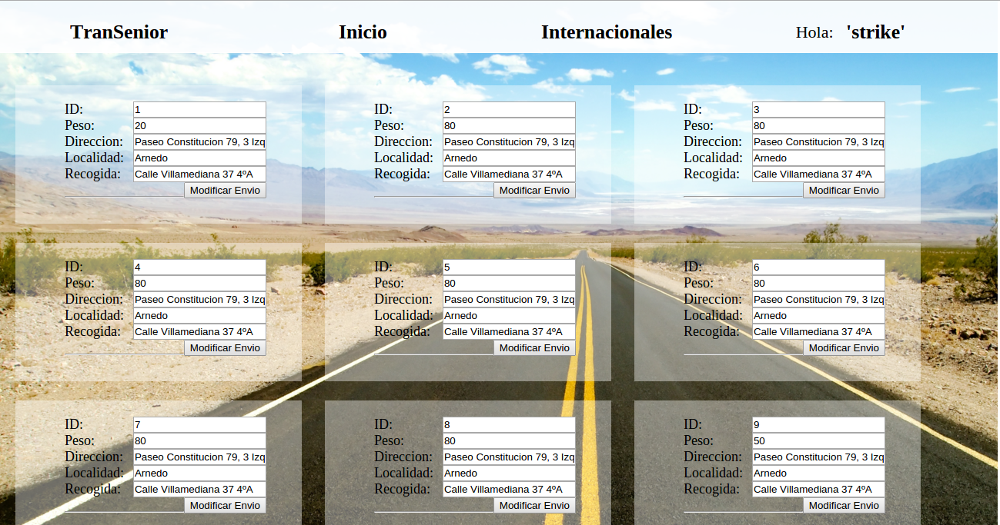 TranSenior Inicio Internacionales Hola: 'strike'
ID: 1
Peso: 20
Direccion: Paseo Constitucion 79, 3 Izq
Localidad: Arnedo
Recogida: Calle Villamediana 37 4ºA
Modificar Envio
ID: 2
Peso: 80
Direccion: Paseo Constitucion 79, 3 Izq
Localidad: Arnedo
Recogida: Calle Villamediana 37 4ºA
Modificar Envio
ID: 3
Peso: 80
Direccion: Paseo Constitucion 79, 3 Izq
Localidad: Arnedo
Recogida: Calle Villamediana 37 4ºA
Modificar Envio
ID: 4
Peso: 80
Direccion: Paseo Constitucion 79, 3 Izq
Localidad: Arnedo
Recogida: Calle Villamediana 37 4ºA
Modificar Envio
ID: 5
Peso: 80
Direccion: Paseo Constitucion 79, 3 Izq
Localidad: Arnedo
Recogida: Calle Villamediana 37 4ºA
Modificar Envio
ID: 6
Peso: 80
Direccion: Paseo Constitucion 79, 3 Izq
Localidad: Arnedo
Recogida: Calle Villamediana 37 4ºA
Modificar Envio
ID: 7
Peso: 80
Direccion: Paseo Constitucion 79, 3 Izq
Localidad: Arnedo
Recogida: Calle Villamediana 37 4ºA
Modificar Envio
ID: 8
Peso: 80
Direccion: Paseo Constitucion 79, 3 Izq
Localidad: Arnedo
Recogida: Calle Villamediana 37 4ºA
Modificar Envio
ID: 9
Peso: 50
Direccion: Paseo Constitucion 79, 3 Izq
Localidad: Arnedo
Recogida: Calle Villamediana 37 4ºA
Modificar Envio